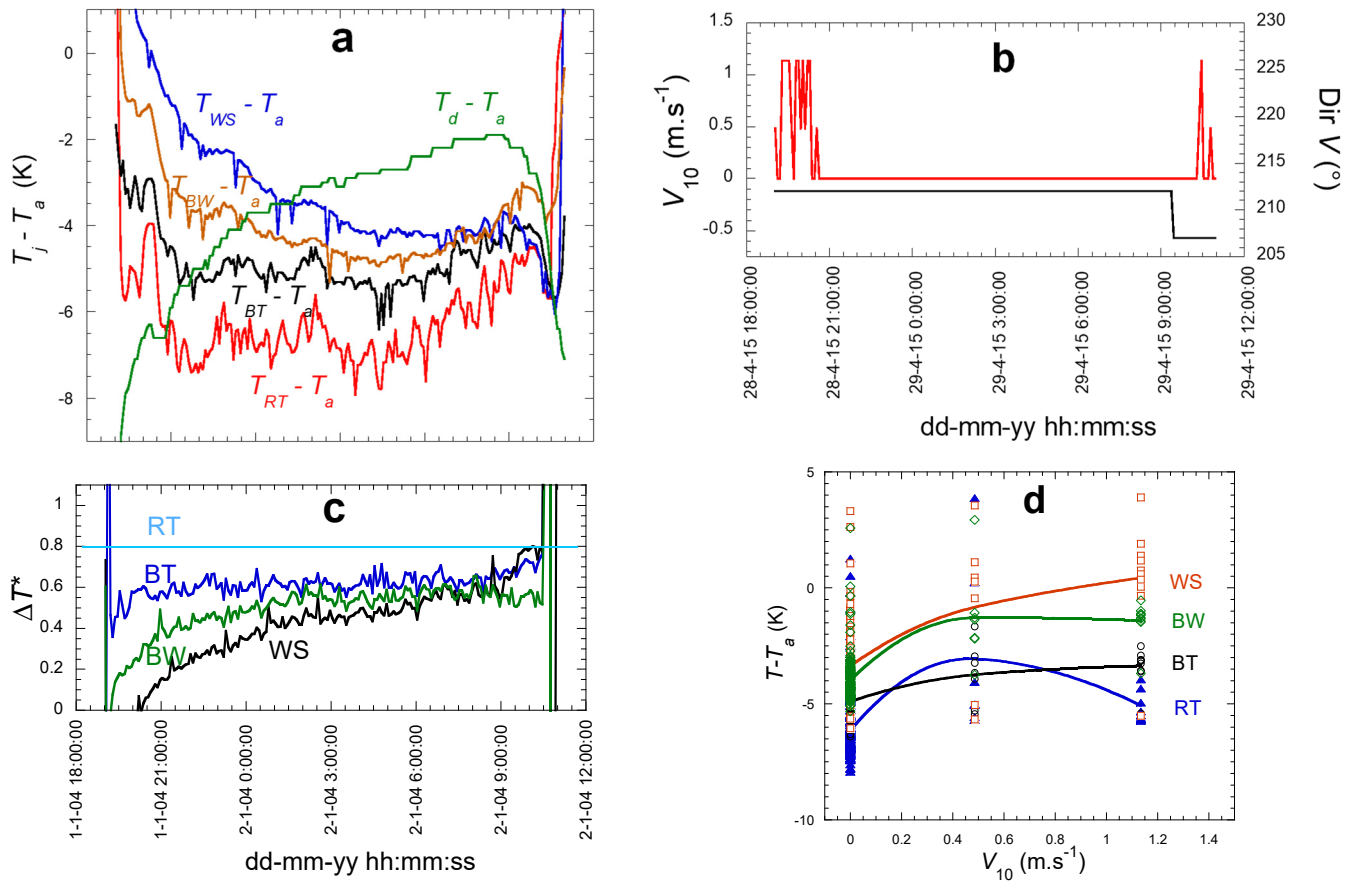 a
0
-2
-4
-6
-8
T_j - T_a (K)
T_WS - T_a
T_d - T_a
T_BW - T_a
T_BT - T_a
T_RT - T_a
b
1.5
1
0.5
0
-0.5
V_10 (m.s^-1)
230
225
220
215
210
205
Dir V (°)
28-4-15 18:00:00
28-4-15 21:00:00
29-4-15 0:00:00
29-4-15 3:00:00
29-4-15 6:00:00
29-4-15 9:00:00
29-4-15 12:00:00
dd-mm-yy hh:mm:ss
c
1
0.8
0.6
0.4
0.2
0
ΔT*
RT
BT
BW
WS
1-1-04 18:00:00
1-1-04 21:00:00
2-1-04 0:00:00
2-1-04 3:00:00
2-1-04 6:00:00
2-1-04 9:00:00
2-1-04 12:00:00
dd-mm-yy hh:mm:ss
d
5
0
-5
-10
T-T_a (K)
WS
BW
BT
RT
0 0.2 0.4 0.6 0.8 1 1.2 1.4
V_10 (m.s^-1)